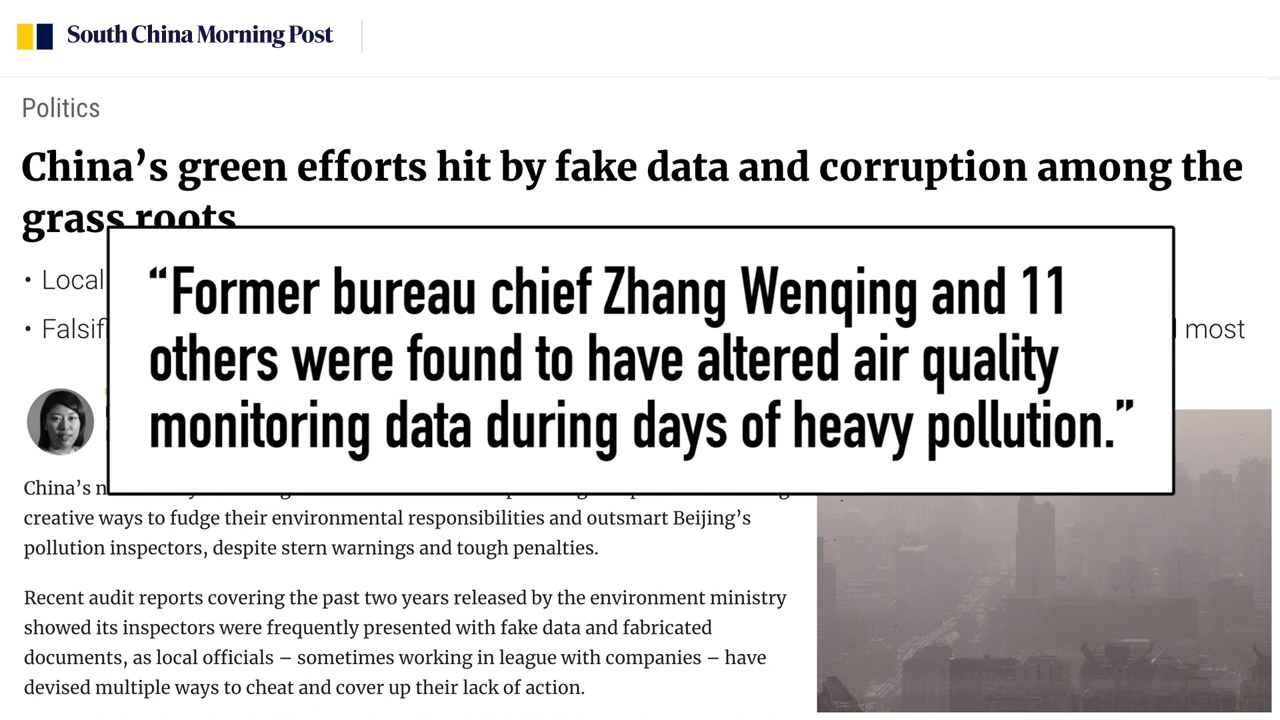 South China Morning Post
Politics
China’s green efforts hit by fake data and corruption among the
grass roots
• Local
• Falsif
most
“Former bureau chief Zhang Wenqing and 11
others were found to have altered air quality
monitoring data during days of heavy pollution.”
China’s
creative ways to fudge their environmental responsibilities and outsmart Beijing’s
pollution inspectors, despite stern warnings and tough penalties.
Recent audit reports covering the past two years released by the environment ministry
showed its inspectors were frequently presented with fake data and fabricated
documents, as local officials – sometimes working in league with companies – have
devised multiple ways to cheat and cover up their lack of action.